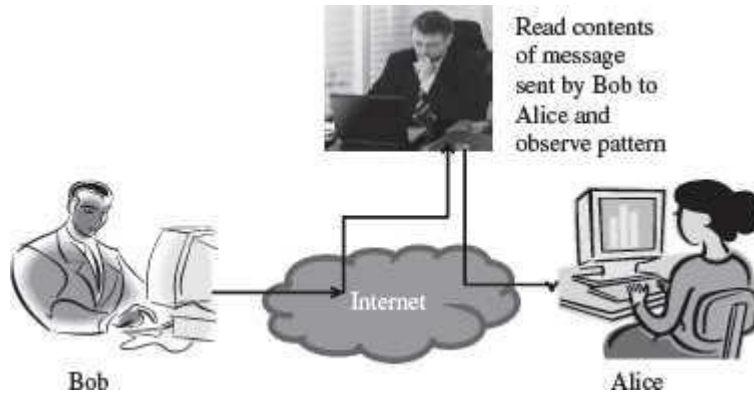 Read contents
of message
sent by Bob to
Alice and
observe pattern
Internet
Bob
Alice